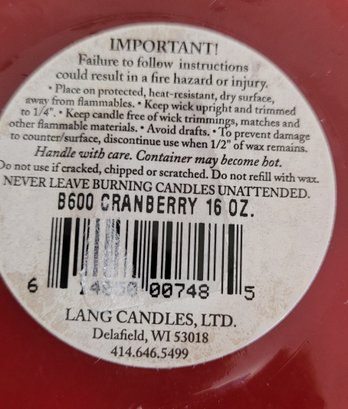 IMPORTANT!
Failure to follow instructions
could result in a fire hazard or injury.
• Place on protected, heat-resistant, dry surface,
away from flammables. • Keep wick upright and trimmed
to 1/4". • Keep candle free of wick trimmings, matches and
other flammable materials. • Avoid drafts. • To prevent damage
to counter/surface, discontinue use when 1/2" of wax remains.
Handle with care. Container may become hot.
Do not use if cracked, chipped or scratched. Do not refill with wax.
NEVER LEAVE BURNING CANDLES UNATTENDED.
B600 CRANBERRY 16 OZ.
6 00748 5
LANG CANDLES, LTD.
Delafield, WI 53018
414.646.5499